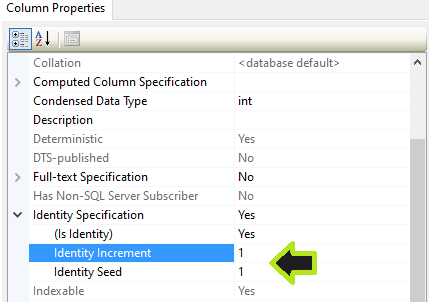 Column Properties
Collation <database default>
Computed Column Specification
Condensed Data Type int
Description
Deterministic Yes
DTS-published No
Full-text Specification No
Has Non-SQL Server Subscriber No
Identity Specification Yes
(Is Identity) Yes
Identity Increment 1
Identity Seed 1
Indexable Yes